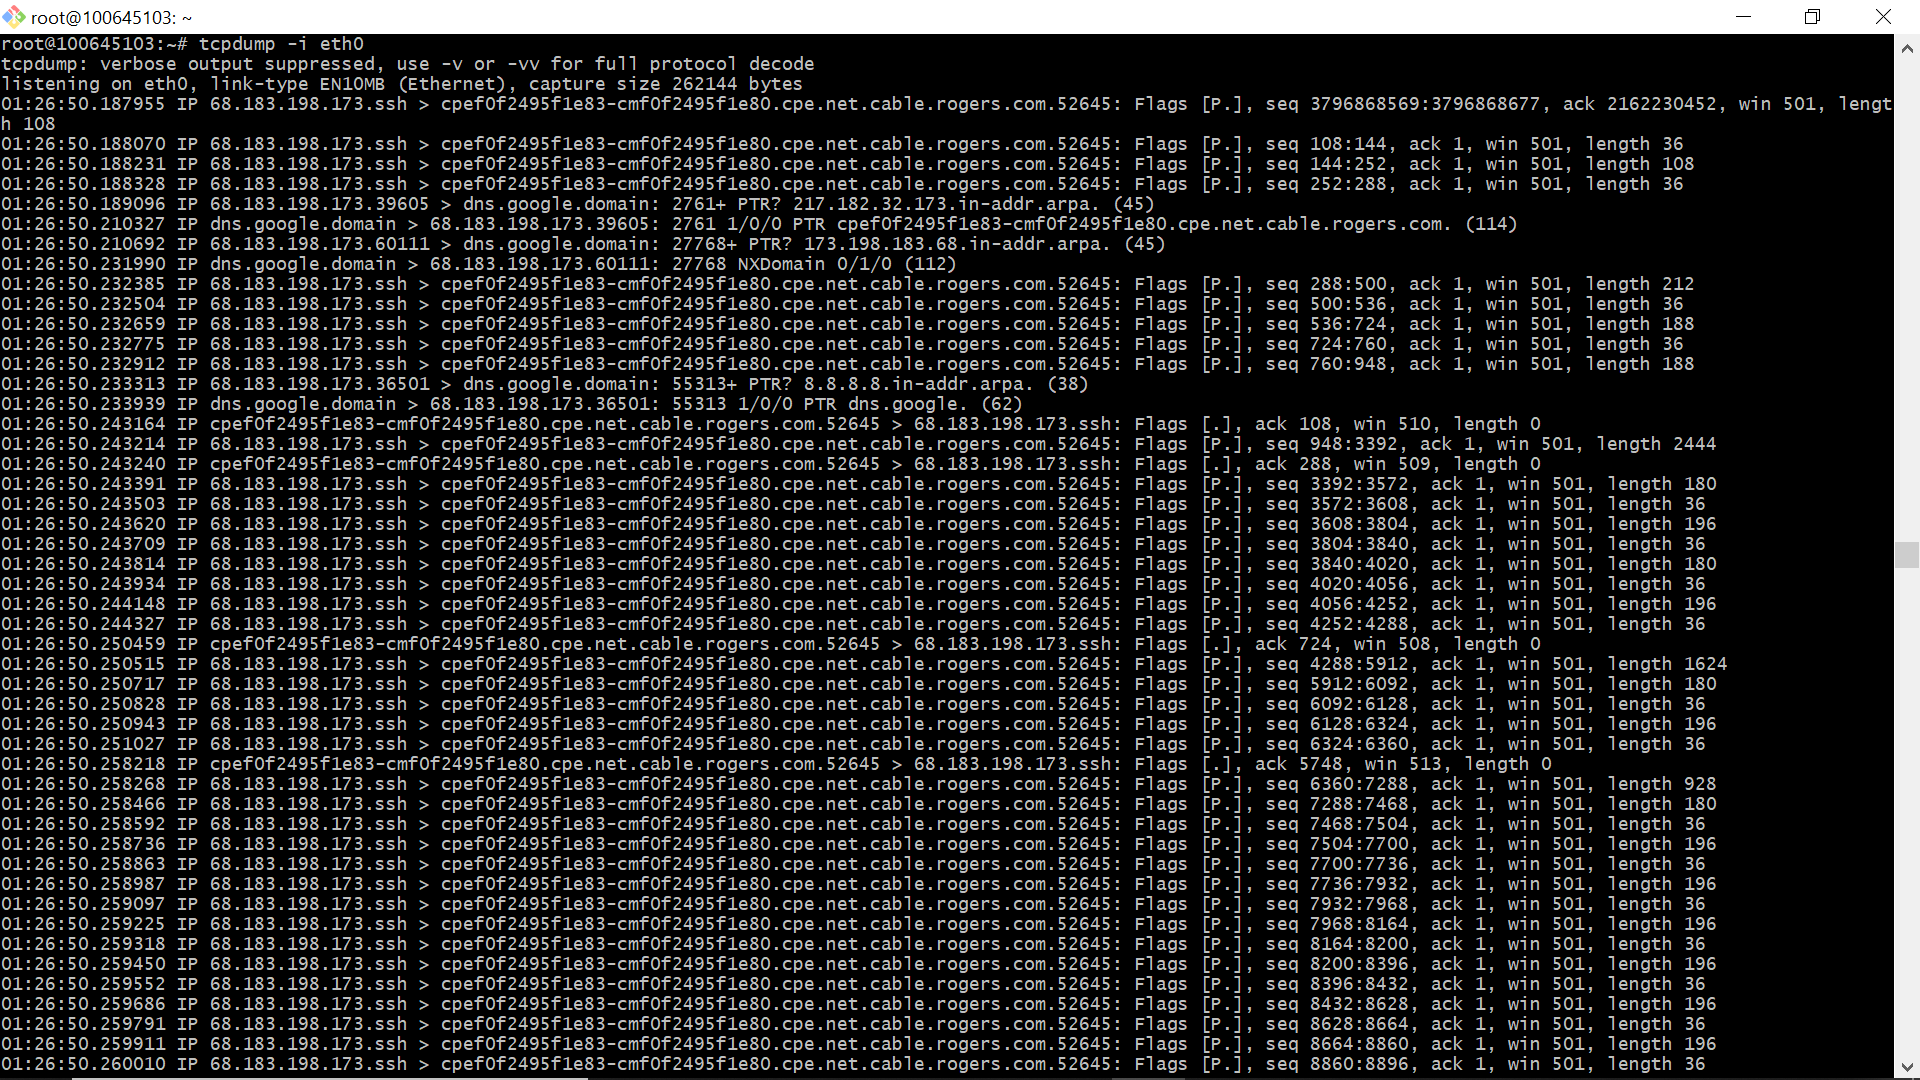 root@100645103: ~
root@100645103:~# tcpdump -i eth0
tcpdump: verbose output suppressed, use -v or -vv for full protocol decode
listening on eth0, link-type EN10MB (Ethernet), capture size 262144 bytes
01:26:50.187955 IP 68.183.198.173.ssh > cpef0f2495f1e83-cmf0f2495f1e80.cpe.net.cable.rogers.com.52645: Flags [P.], seq 3796868569:3796868677, ack 2162230452, win 501, lengt
h 108
01:26:50.188070 IP 68.183.198.173.ssh > cpef0f2495f1e83-cmf0f2495f1e80.cpe.net.cable.rogers.com.52645: Flags [P.], seq 108:144, ack 1, win 501, length 36
01:26:50.188231 IP 68.183.198.173.ssh > cpef0f2495f1e83-cmf0f2495f1e80.cpe.net.cable.rogers.com.52645: Flags [P.], seq 144:252, ack 1, win 501, length 108
01:26:50.188328 IP 68.183.198.173.ssh > cpef0f2495f1e83-cmf0f2495f1e80.cpe.net.cable.rogers.com.52645: Flags [P.], seq 252:288, ack 1, win 501, length 36
01:26:50.189096 IP 68.183.198.173.39605 > dns.google.domain: 2761+ PTR? 217.182.32.173.in-addr.arpa. (45)
01:26:50.210327 IP dns.google.domain > 68.183.198.173.39605: 2761 1/0/0 PTR cpef0f2495f1e83-cmf0f2495f1e80.cpe.net.cable.rogers.com. (114)
01:26:50.210692 IP 68.183.198.173.60111 > dns.google.domain: 27768+ PTR? 173.198.183.68.in-addr.arpa. (45)
01:26:50.231990 IP dns.google.domain > 68.183.198.173.60111: 27768 NXDomain 0/1/0 (112)
01:26:50.232385 IP 68.183.198.173.ssh > cpef0f2495f1e83-cmf0f2495f1e80.cpe.net.cable.rogers.com.52645: Flags [P.], seq 288:500, ack 1, win 501, length 212
01:26:50.232504 IP 68.183.198.173.ssh > cpef0f2495f1e83-cmf0f2495f1e80.cpe.net.cable.rogers.com.52645: Flags [P.], seq 500:536, ack 1, win 501, length 36
01:26:50.232659 IP 68.183.198.173.ssh > cpef0f2495f1e83-cmf0f2495f1e80.cpe.net.cable.rogers.com.52645: Flags [P.], seq 536:724, ack 1, win 501, length 188
01:26:50.232775 IP 68.183.198.173.ssh > cpef0f2495f1e83-cmf0f2495f1e80.cpe.net.cable.rogers.com.52645: Flags [P.], seq 724:760, ack 1, win 501, length 36
01:26:50.232912 IP 68.183.198.173.ssh > cpef0f2495f1e83-cmf0f2495f1e80.cpe.net.cable.rogers.com.52645: Flags [P.], seq 760:948, ack 1, win 501, length 188
01:26:50.233313 IP 68.183.198.173.36501 > dns.google.domain: 55313+ PTR? 8.8.8.8.in-addr.arpa. (38)
01:26:50.233939 IP dns.google.domain > 68.183.198.173.36501: 55313 1/0/0 PTR dns.google. (62)
01:26:50.243164 IP cpef0f2495f1e83-cmf0f2495f1e80.cpe.net.cable.rogers.com.52645 > 68.183.198.173.ssh: Flags [.], ack 108, win 510, length 0
01:26:50.243214 IP 68.183.198.173.ssh > cpef0f2495f1e83-cmf0f2495f1e80.cpe.net.cable.rogers.com.52645: Flags [P.], seq 948:3392, ack 1, win 501, length 2444
01:26:50.243240 IP cpef0f2495f1e83-cmf0f2495f1e80.cpe.net.cable.rogers.com.52645 > 68.183.198.173.ssh: Flags [.], ack 288, win 509, length 0
01:26:50.243391 IP 68.183.198.173.ssh > cpef0f2495f1e83-cmf0f2495f1e80.cpe.net.cable.rogers.com.52645: Flags [P.], seq 3392:3572, ack 1, win 501, length 180
01:26:50.243503 IP 68.183.198.173.ssh > cpef0f2495f1e83-cmf0f2495f1e80.cpe.net.cable.rogers.com.52645: Flags [P.], seq 3572:3608, ack 1, win 501, length 36
01:26:50.243620 IP 68.183.198.173.ssh > cpef0f2495f1e83-cmf0f2495f1e80.cpe.net.cable.rogers.com.52645: Flags [P.], seq 3608:3804, ack 1, win 501, length 196
01:26:50.243709 IP 68.183.198.173.ssh > cpef0f2495f1e83-cmf0f2495f1e80.cpe.net.cable.rogers.com.52645: Flags [P.], seq 3804:3840, ack 1, win 501, length 36
01:26:50.243814 IP 68.183.198.173.ssh > cpef0f2495f1e83-cmf0f2495f1e80.cpe.net.cable.rogers.com.52645: Flags [P.], seq 3840:4020, ack 1, win 501, length 180
01:26:50.243934 IP 68.183.198.173.ssh > cpef0f2495f1e83-cmf0f2495f1e80.cpe.net.cable.rogers.com.52645: Flags [P.], seq 4020:4056, ack 1, win 501, length 36
01:26:50.244148 IP 68.183.198.173.ssh > cpef0f2495f1e83-cmf0f2495f1e80.cpe.net.cable.rogers.com.52645: Flags [P.], seq 4056:4252, ack 1, win 501, length 196
01:26:50.244327 IP 68.183.198.173.ssh > cpef0f2495f1e83-cmf0f2495f1e80.cpe.net.cable.rogers.com.52645: Flags [P.], seq 4252:4288, ack 1, win 501, length 36
01:26:50.250459 IP cpef0f2495f1e83-cmf0f2495f1e80.cpe.net.cable.rogers.com.52645 > 68.183.198.173.ssh: Flags [.], ack 724, win 508, length 0
01:26:50.250515 IP 68.183.198.173.ssh > cpef0f2495f1e83-cmf0f2495f1e80.cpe.net.cable.rogers.com.52645: Flags [P.], seq 4288:5912, ack 1, win 501, length 1624
01:26:50.250717 IP 68.183.198.173.ssh > cpef0f2495f1e83-cmf0f2495f1e80.cpe.net.cable.rogers.com.52645: Flags [P.], seq 5912:6092, ack 1, win 501, length 180
01:26:50.250828 IP 68.183.198.173.ssh > cpef0f2495f1e83-cmf0f2495f1e80.cpe.net.cable.rogers.com.52645: Flags [P.], seq 6092:6128, ack 1, win 501, length 36
01:26:50.250943 IP 68.183.198.173.ssh > cpef0f2495f1e83-cmf0f2495f1e80.cpe.net.cable.rogers.com.52645: Flags [P.], seq 6128:6324, ack 1, win 501, length 196
01:26:50.251027 IP 68.183.198.173.ssh > cpef0f2495f1e83-cmf0f2495f1e80.cpe.net.cable.rogers.com.52645: Flags [P.], seq 6324:6360, ack 1, win 501, length 36
01:26:50.258218 IP cpef0f2495f1e83-cmf0f2495f1e80.cpe.net.cable.rogers.com.52645 > 68.183.198.173.ssh: Flags [.], ack 5748, win 513, length 0
01:26:50.258268 IP 68.183.198.173.ssh > cpef0f2495f1e83-cmf0f2495f1e80.cpe.net.cable.rogers.com.52645: Flags [P.], seq 6360:7288, ack 1, win 501, length 928
01:26:50.258466 IP 68.183.198.173.ssh > cpef0f2495f1e83-cmf0f2495f1e80.cpe.net.cable.rogers.com.52645: Flags [P.], seq 7288:7468, ack 1, win 501, length 180
01:26:50.258592 IP 68.183.198.173.ssh > cpef0f2495f1e83-cmf0f2495f1e80.cpe.net.cable.rogers.com.52645: Flags [P.], seq 7468:7504, ack 1, win 501, length 36
01:26:50.258736 IP 68.183.198.173.ssh > cpef0f2495f1e83-cmf0f2495f1e80.cpe.net.cable.rogers.com.52645: Flags [P.], seq 7504:7700, ack 1, win 501, length 196
01:26:50.258863 IP 68.183.198.173.ssh > cpef0f2495f1e83-cmf0f2495f1e80.cpe.net.cable.rogers.com.52645: Flags [P.], seq 7700:7736, ack 1, win 501, length 36
01:26:50.258987 IP 68.183.198.173.ssh > cpef0f2495f1e83-cmf0f2495f1e80.cpe.net.cable.rogers.com.52645: Flags [P.], seq 7736:7932, ack 1, win 501, length 196
01:26:50.259097 IP 68.183.198.173.ssh > cpef0f2495f1e83-cmf0f2495f1e80.cpe.net.cable.rogers.com.52645: Flags [P.], seq 7932:7968, ack 1, win 501, length 36
01:26:50.259225 IP 68.183.198.173.ssh > cpef0f2495f1e83-cmf0f2495f1e80.cpe.net.cable.rogers.com.52645: Flags [P.], seq 7968:8164, ack 1, win 501, length 196
01:26:50.259318 IP 68.183.198.173.ssh > cpef0f2495f1e83-cmf0f2495f1e80.cpe.net.cable.rogers.com.52645: Flags [P.], seq 8164:8200, ack 1, win 501, length 36
01:26:50.259450 IP 68.183.198.173.ssh > cpef0f2495f1e83-cmf0f2495f1e80.cpe.net.cable.rogers.com.52645: Flags [P.], seq 8200:8396, ack 1, win 501, length 196
01:26:50.259552 IP 68.183.198.173.ssh > cpef0f2495f1e83-cmf0f2495f1e80.cpe.net.cable.rogers.com.52645: Flags [P.], seq 8396:8432, ack 1, win 501, length 36
01:26:50.259686 IP 68.183.198.173.ssh > cpef0f2495f1e83-cmf0f2495f1e80.cpe.net.cable.rogers.com.52645: Flags [P.], seq 8432:8628, ack 1, win 501, length 196
01:26:50.259791 IP 68.183.198.173.ssh > cpef0f2495f1e83-cmf0f2495f1e80.cpe.net.cable.rogers.com.52645: Flags [P.], seq 8628:8664, ack 1, win 501, length 36
01:26:50.259911 IP 68.183.198.173.ssh > cpef0f2495f1e83-cmf0f2495f1e80.cpe.net.cable.rogers.com.52645: Flags [P.], seq 8664:8860, ack 1, win 501, length 196
01:26:50.260010 IP 68.183.198.173.ssh > cpef0f2495f1e83-cmf0f2495f1e80.cpe.net.cable.rogers.com.52645: Flags [P.], seq 8860:8896, ack 1, win 501, length 36